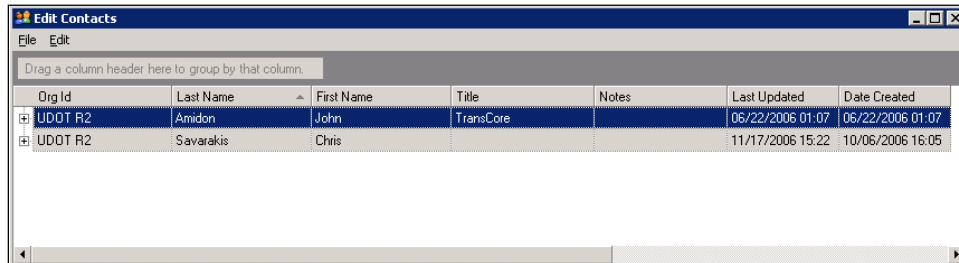 Edit Contacts
File Edit
Drag a column header here to group by that column.
Org Id Last Name First Name Title Notes Last Updated Date Created
UDOT R2 Amidon John TransCore 06/22/2006 01:07 06/22/2006 01:07
UDOT R2 Savarakis Chris 11/17/2006 15:22 10/06/2006 16:05